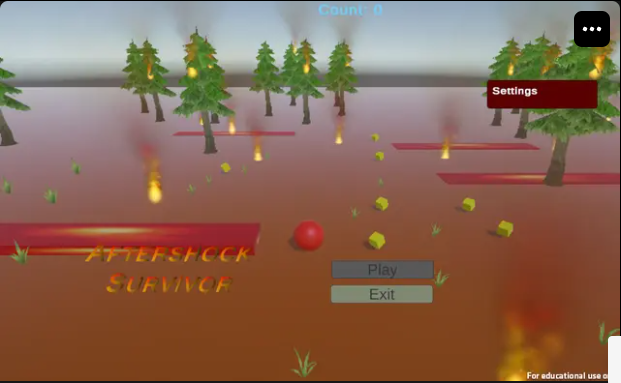 Count: 0
Settings
AFTERSHOCK
SURVIVOR
Play
Exit
For educational use